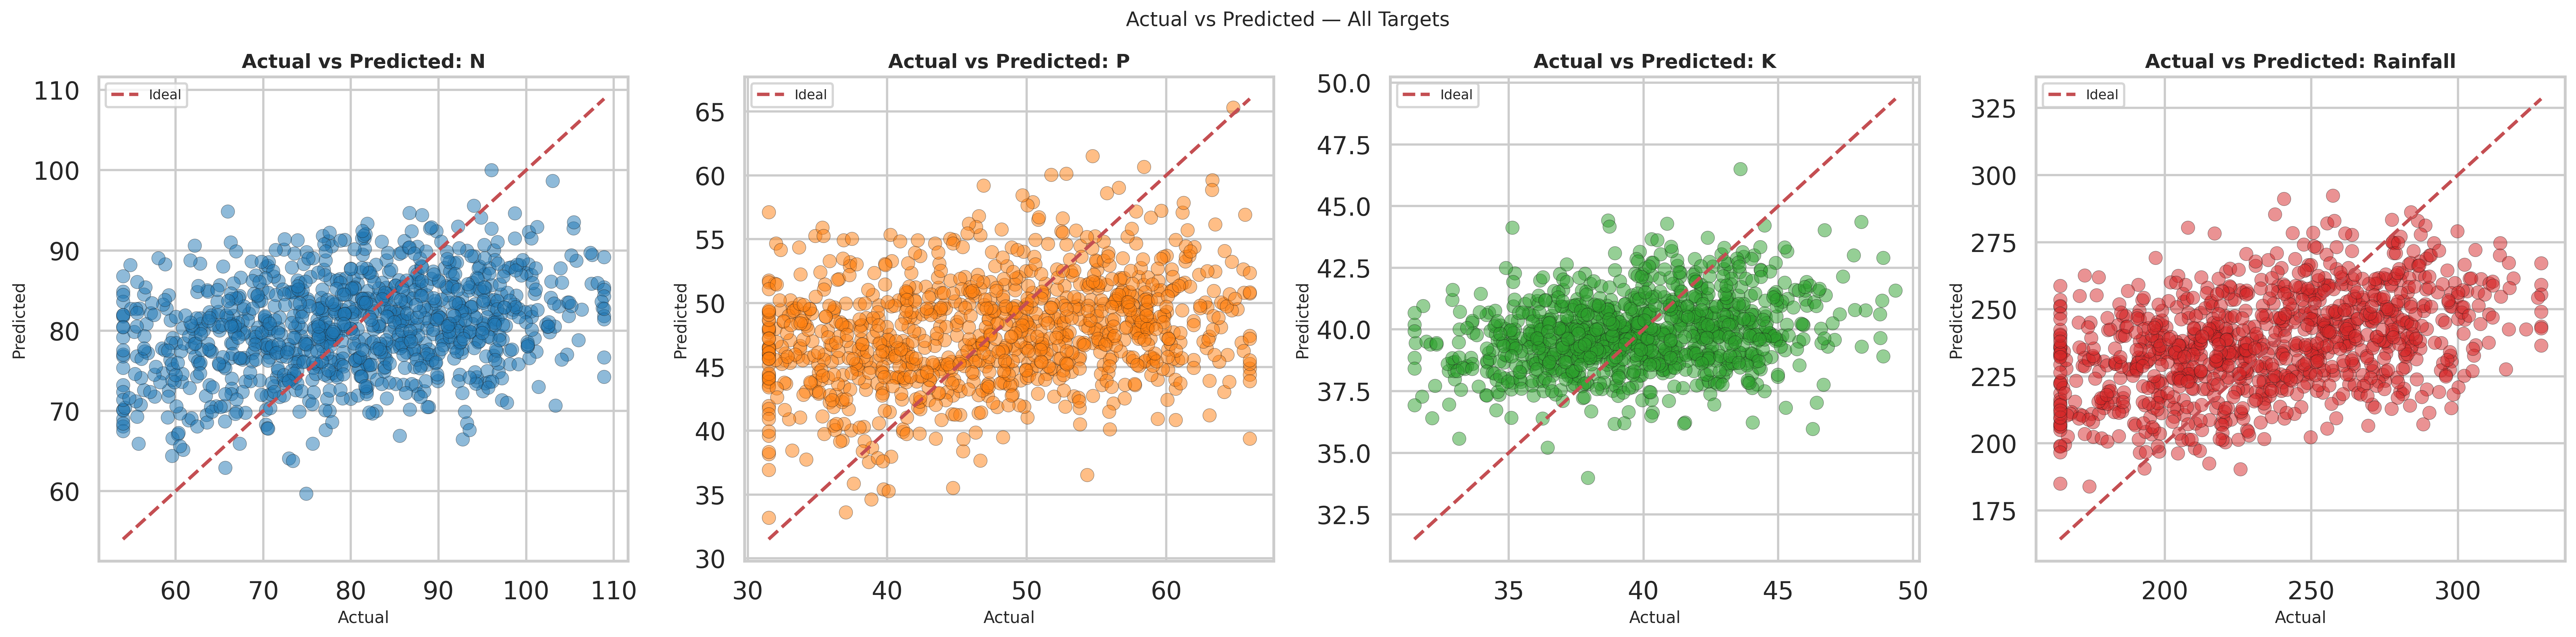 Actual vs Predicted — All Targets
Actual vs Predicted: N
Ideal
110
100
90
80
70
60
Predicted
60 70 80 90 100 110
Actual
Actual vs Predicted: P
Ideal
65
60
55
50
45
40
35
30
Predicted
30 40 50 60
Actual
Actual vs Predicted: K
Ideal
50.0
47.5
45.0
42.5
40.0
37.5
35.0
32.5
Predicted
35 40 45 50
Actual
Actual vs Predicted: Rainfall
Ideal
325
300
275
250
225
200
175
Predicted
200 250 300
Actual